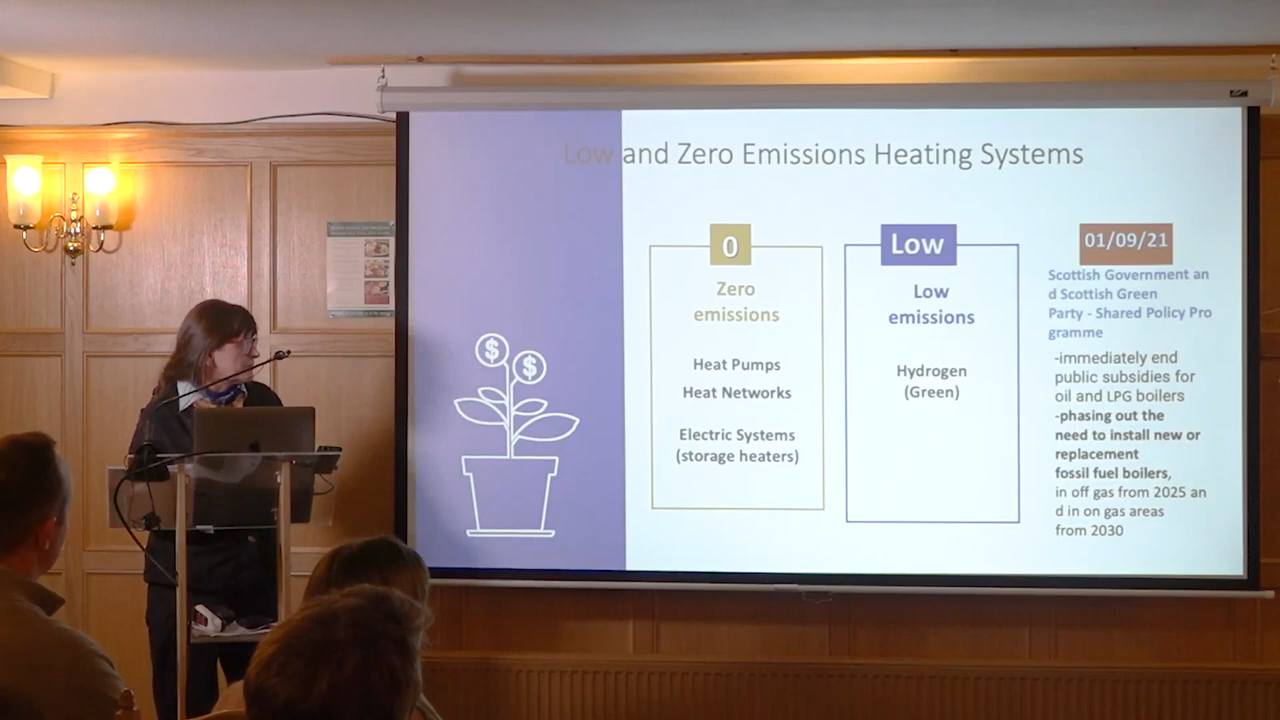 Low and Zero Emissions Heating Systems
0
Zero
emissions
Heat Pumps
Heat Networks
Electric Systems
(storage heaters)
Low
Low
emissions
Hydrogen
(Green)
01/09/21
Scottish Government an
d Scottish Green
Party - Shared Policy Pro
gramme
-immediately end
public subsidies for
oil and LPG boilers
-phasing out the
need to install new or
replacement
fossil fuel boilers,
in off gas from 2025 an
d in on gas areas
from 2030
$
$